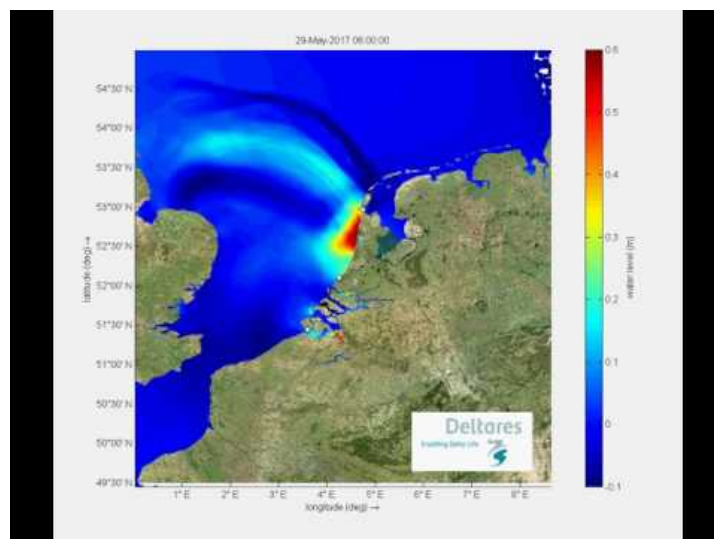 29-May-2017 06:00:00
54°30' N
54°00' N
53°30' N
53°00' N
52°30' N
52°00' N
51°30' N
51°00' N
50°30' N
50°00' N
49°30' N
latitude (deg) →
1° E
2° E
3° E
4° E
5° E
6° E
7° E
8° E
longitude (deg) →
0.6
0.5
0.4
0.3
0.2
0.1
0
-0.1
water level (m)
Deltares
Enabling Delta Life